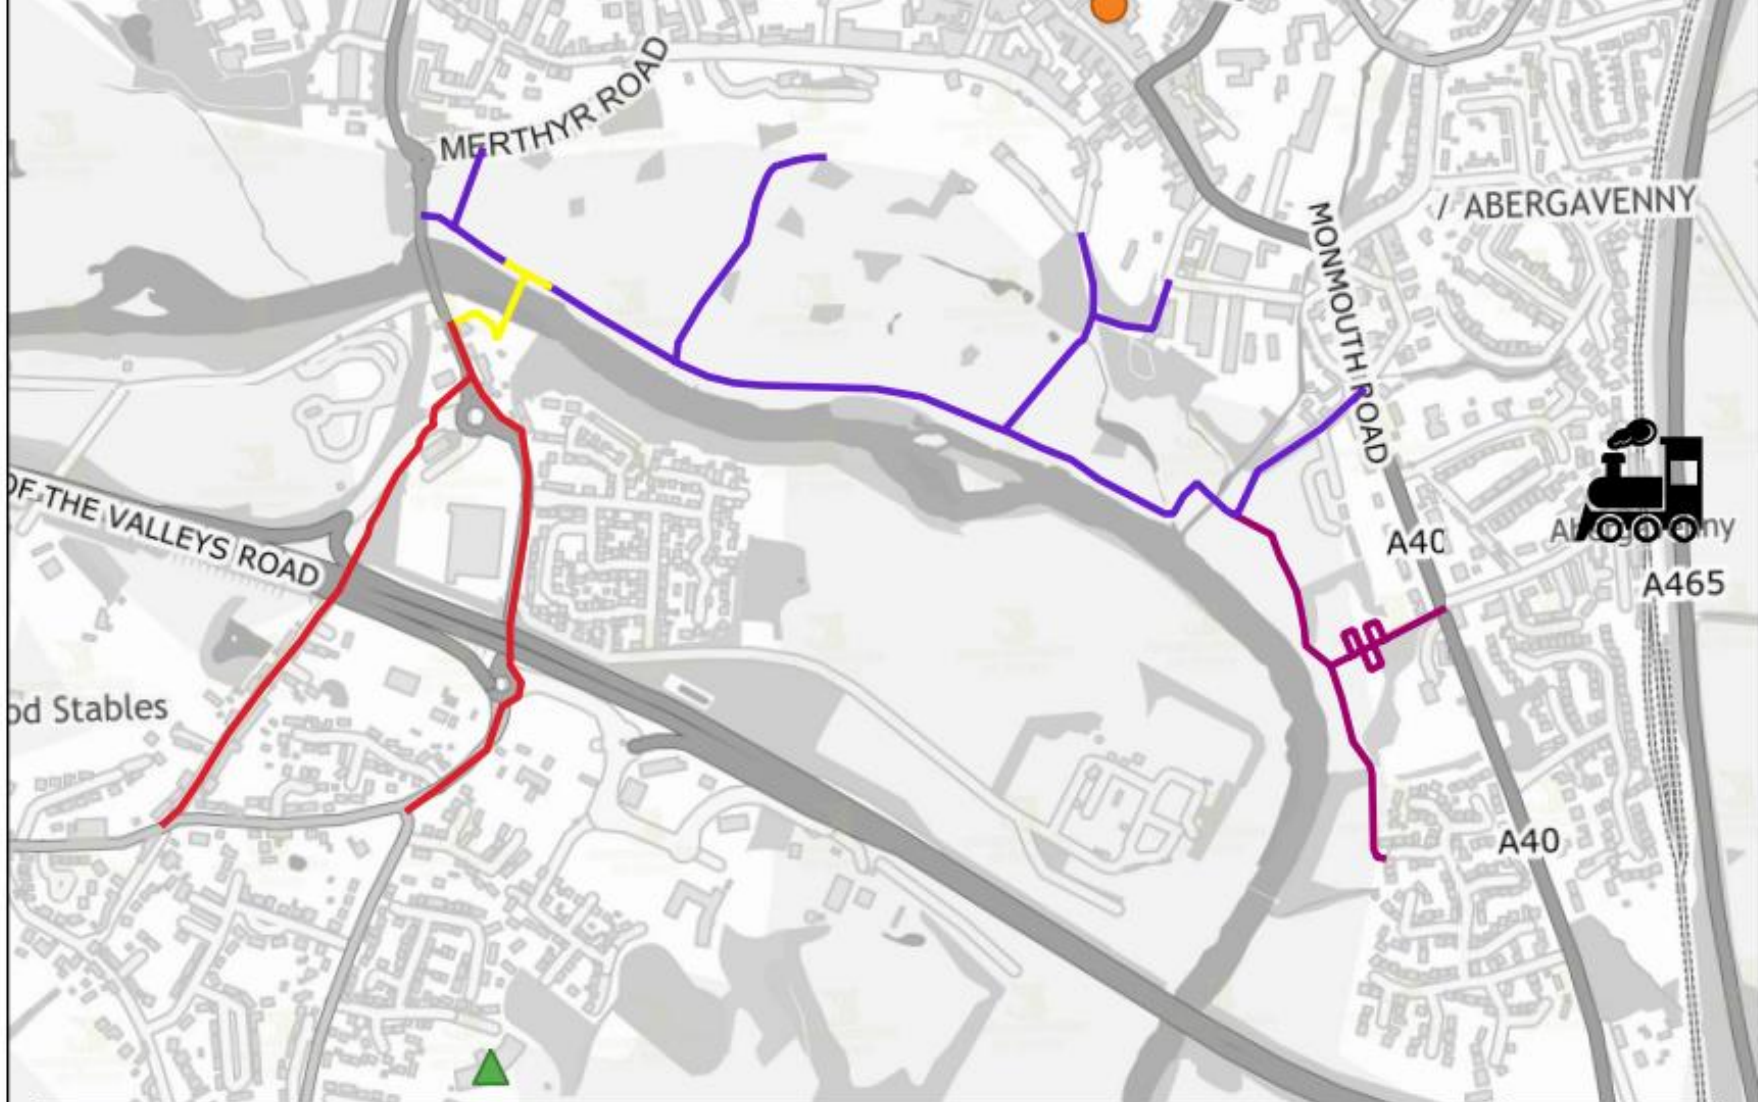 MERTHYR ROAD
/ ABERGAVENNY
MONMOUTH ROAD
OF THE VALLEYS ROAD
A40
A465
od Stables
A40